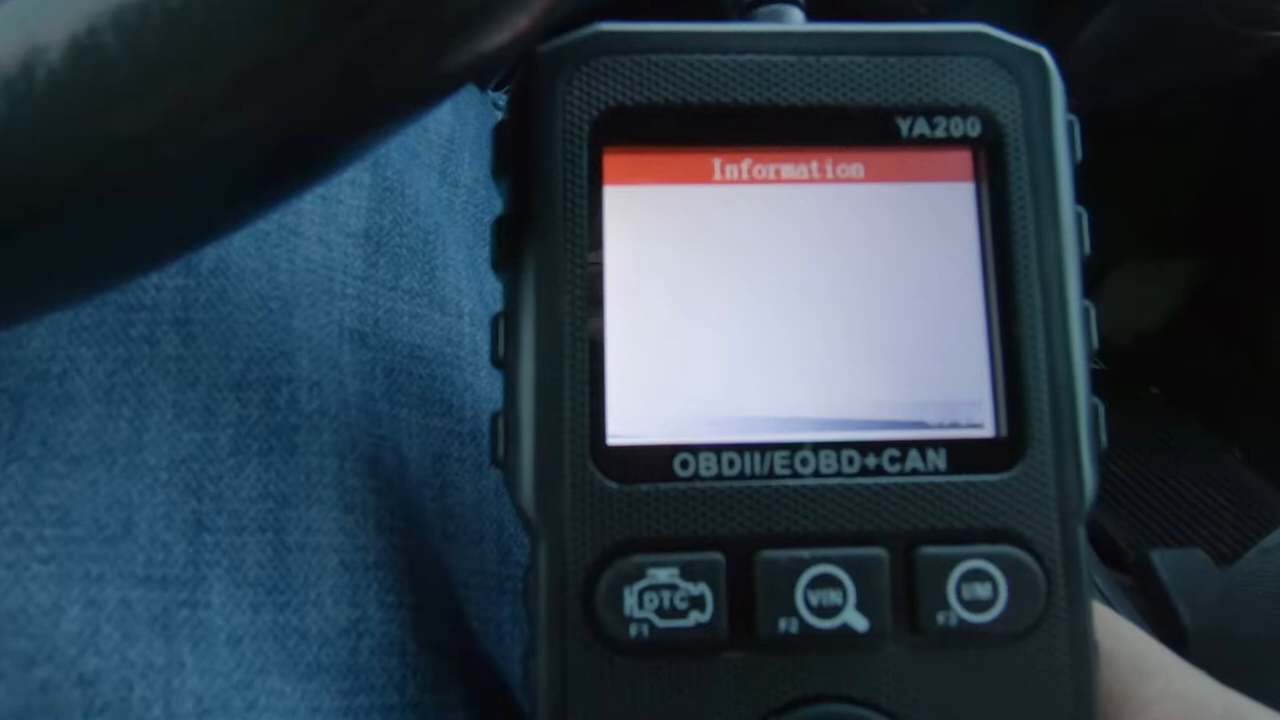 YA200
Information
OBDII/EOBD+CAN
DTC
F1
VIN
F2
I/M
F3